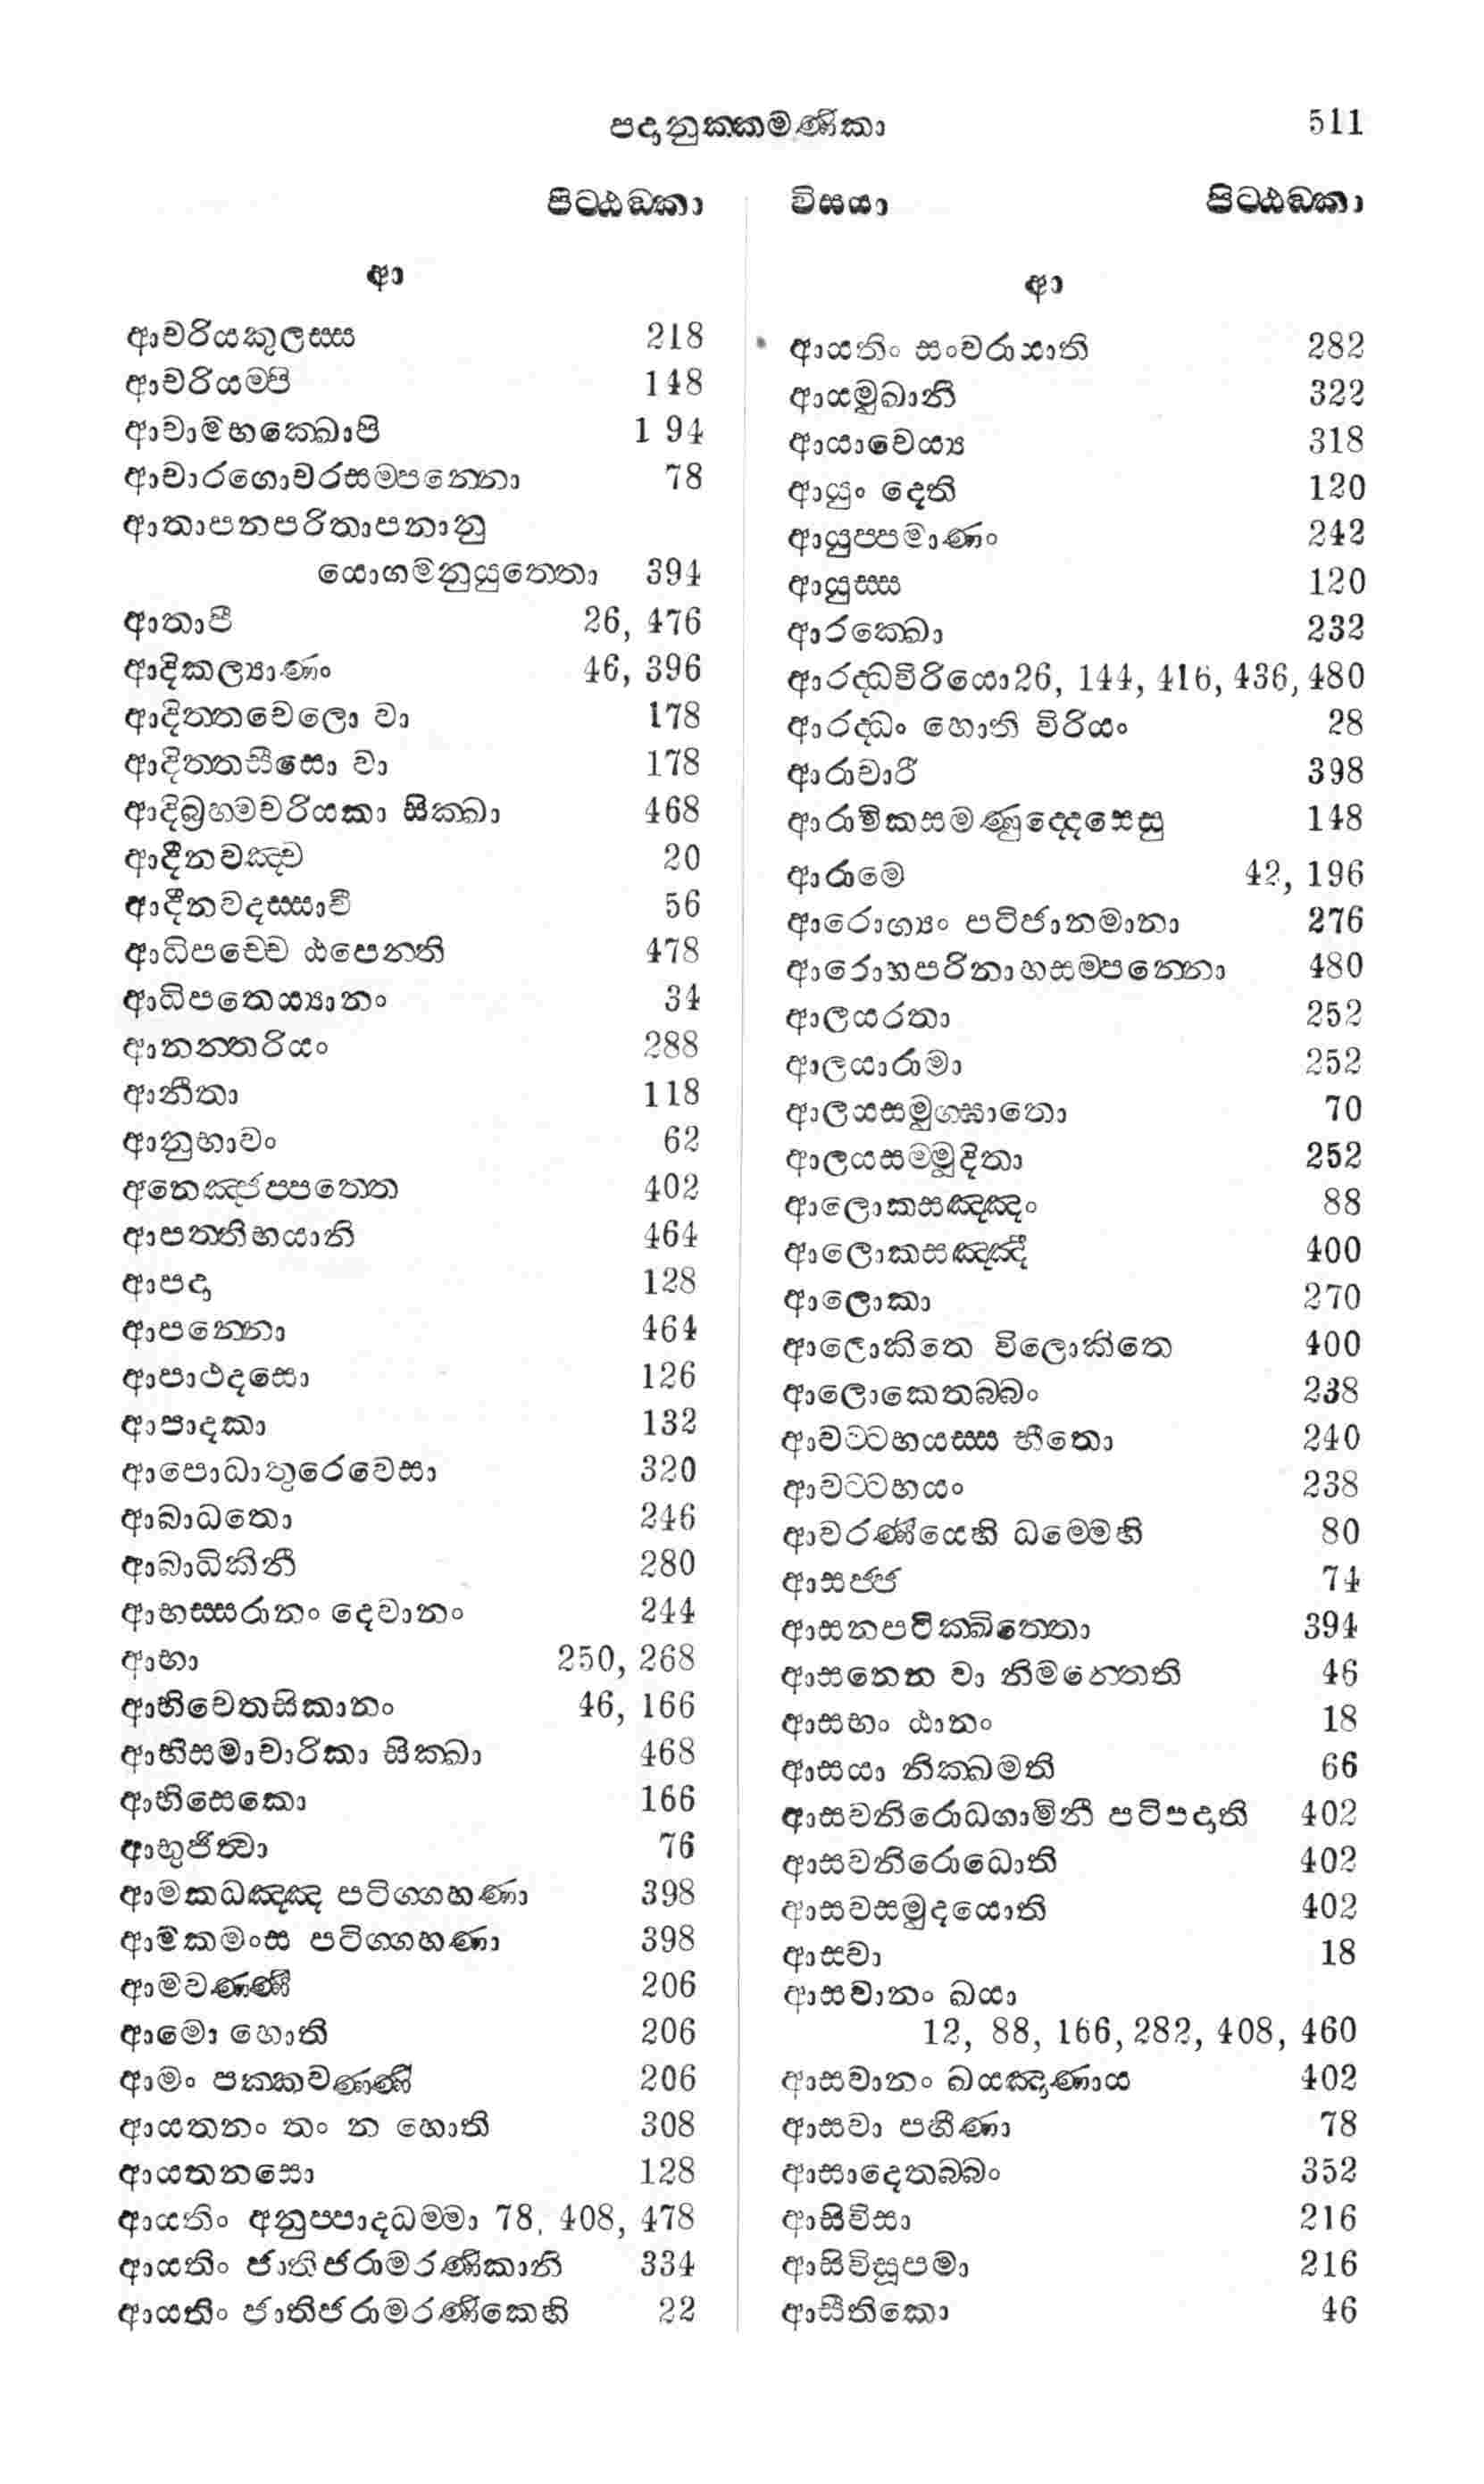 පදානුක්කමණිකා 511
පිට්ඨඞ්කා
ආ
ආචරියකුලස්ස 218
ආචරියම්පි 148
ආචාමභක්ඛොපි 1 94
ආචාරගොචරසම්පන්නො 78
ආතාපනපරිතාපනානු
යොගමනුයුත්තො 394
ආතාපී 26, 476
ආදිකල්‍යාණං 46, 396
ආදිත්තචෙලො වා 178
ආදිත්තසීසො වා 178
ආදිබ්‍රහ්මචරියකා සික්ඛා 468
ආදීනවඤ්ච 20
ආදීනවදස්සාවී 56
ආධිපච්චෙ ඨපෙන්ති 478
ආධිපතෙය්‍යානං 34
ආනන්තරියං 288
ආනීතා 118
ආනුභාවං 62
අනෙඤ්ජප්පත්තෙ 402
ආපත්තිභයානි 464
ආපදා 128
ආපන්නො 464
ආපාථදසො 126
ආපාදකා 132
ආපොධාතුරෙවෙසා 320
ආබාධතො 246
ආබාධිකිනී 280
ආභස්සරානං දෙවානං 244
ආභා 250, 268
ආභිචෙතසිකානං 46, 166
ආභිසමාචාරිකා සික්ඛා 468
ආභිසෙකො 166
ආභුජිත්‍වා 76
ආමකධඤ්ඤ පටිග්ගහණා 398
ආමකමංස පටිග්ගහණා 398
ආමවණ්ණී 206
ආමො හොති 206
ආමං පක්කවණ්ණී 206
ආයතනං තං න හොති 308
ආයතනසො 128
ආයතිං අනුප්පාදධම්මා 78, 408, 478
ආයතිං ජාතිජරාමරණිකානි 334
ආයතිං ජාතිජරාමරණිකෙහි 22
විසයා පිට්ඨඞ්කා
ආ
ආයතිං සංවරායාති 282
ආයමුඛානි 322
ආයාචෙය්‍ය 318
ආයුං දෙති 120
ආයුප්පමාණං 242
ආයුස්ස 120
ආරක්ඛො 232
ආරද්ධවිරියො 26, 144, 416, 436, 480
ආරද්ධං හොති විරියං 28
ආරාචාරී 398
ආරාමිකසමණුද්දෙසෙසු 148
ආරාමෙ 42, 196
ආරොග්‍යං පටිජානමානා 276
ආරොහපරිනාහසම්පන්නො 480
ආලයරතා 252
ආලයාරාමා 252
ආලයසමුග්ඝාතො 70
ආලයසම්මුදිතා 252
ආලොකසඤ්ඤං 88
ආලොකසඤ්ඤී 400
ආලොකා 270
ආලොකිතෙ විලොකිතෙ 400
ආලොකෙතබ්බං 238
ආවට්ටභයස්ස භීතො 240
ආවට්ටභයං 238
ආවරණීයෙහි ධම්මෙහි 80
ආසජ්ජ 74
ආසනපටික්ඛිත්තො 394
ආසනෙන වා නිමන්තෙති 46
ආසභං ඨානං 18
ආසයා නික්ඛමති 66
ආසවනිරොධගාමිනී පටිපදාති 402
ආසවනිරොධොති 402
ආසවසමුදයොති 402
ආසවා 18
ආසවානං ඛයා
12, 88, 166, 282, 408, 460
ආසවානං ඛයඤාණාය 402
ආසවා පහීණා 78
ආසාදෙතබ්බං 352
ආසිවිසා 216
ආසිවිසූපමා 216
ආසීතිකො 46